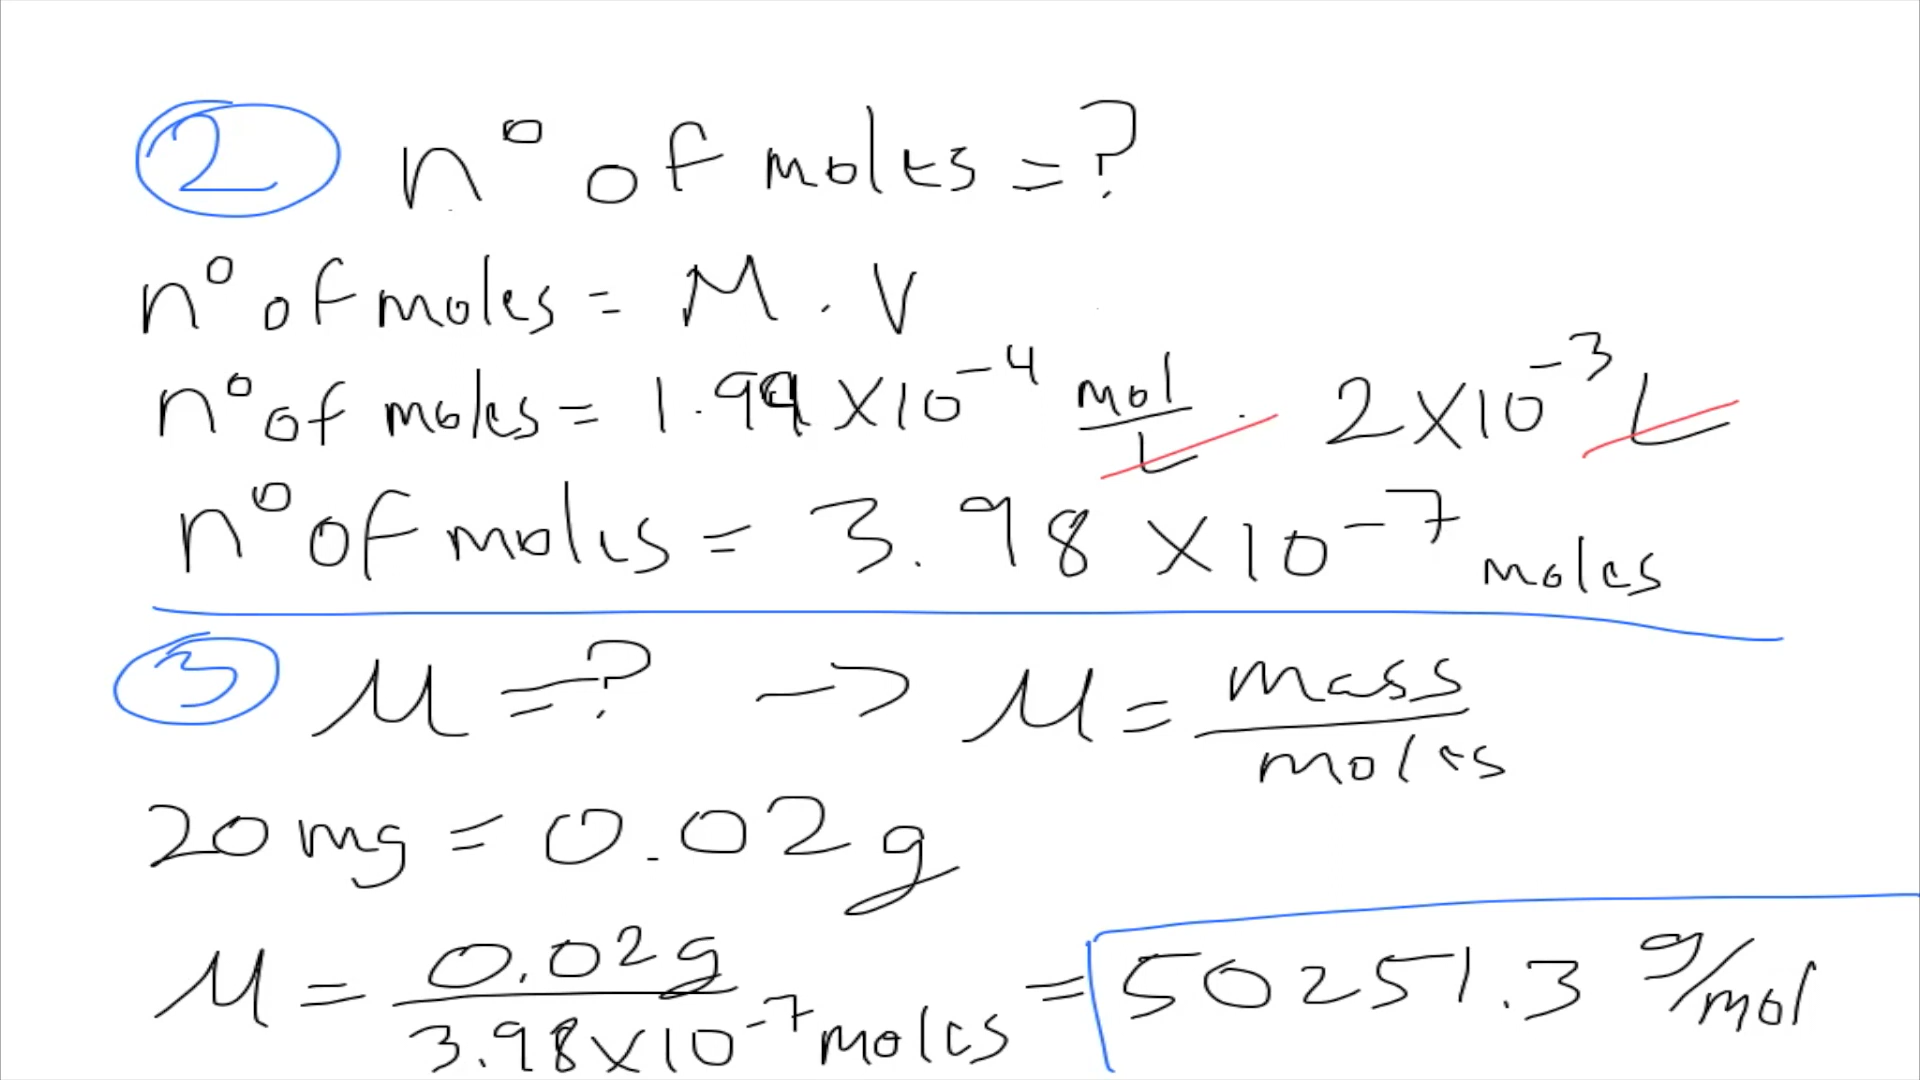 2 n° of moles = ?
n° of moles = M . V
n° of moles = 1.99 X10⁻⁴ mol/L . 2X10⁻³ L
n° of moles = 3.98 X10⁻⁷ moles
3 M = ? -> M = mass/moles
20 mg = 0.02 g
M = 0.02g/3.98X10⁻⁷ moles = 50251.3 g/mol